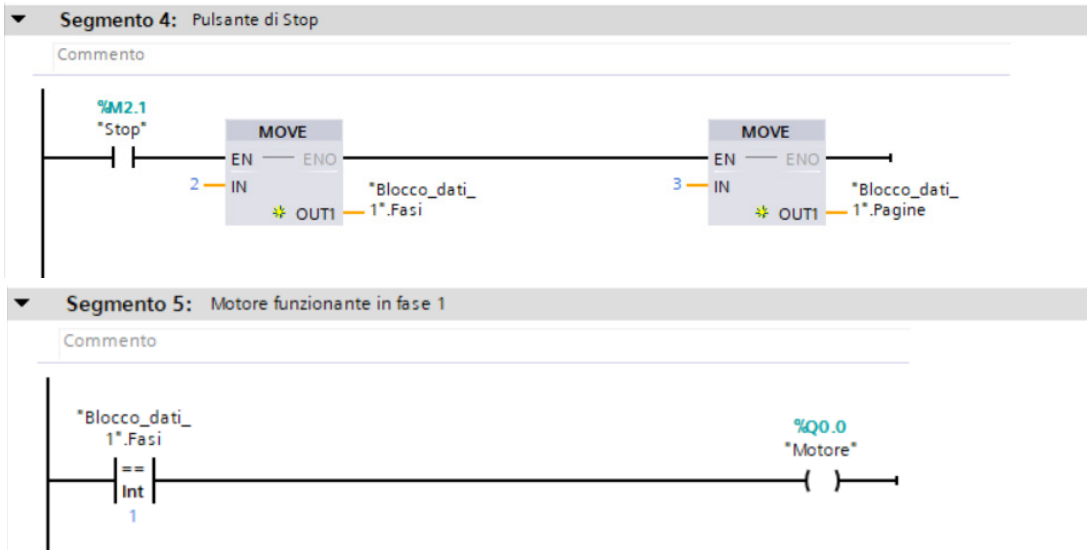 Segmento 4: Pulsante di Stop
Commento
%M2.1
"Stop"
MOVE
EN ENO
2 IN
OUT1
"Blocco_dati_
1".Fasi
MOVE
EN ENO
3 IN
OUT1
"Blocco_dati_
1".Pagine
Segmento 5: Motore funzionante in fase 1
Commento
"Blocco_dati_
1".Fasi
==
Int
1
%Q0.0
"Motore"